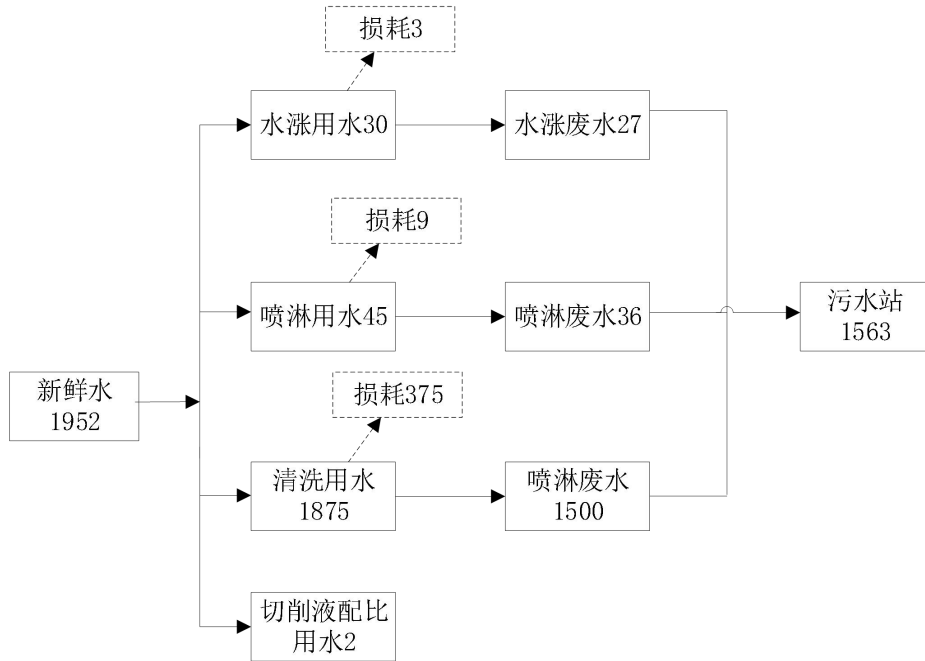 损耗3
水涨用水30
水涨废水27
损耗9
喷淋用水45
喷淋废水36
污水站
1563
新鲜水
1952
损耗375
清洗用水
1875
喷淋废水
1500
切削液配比
用水2